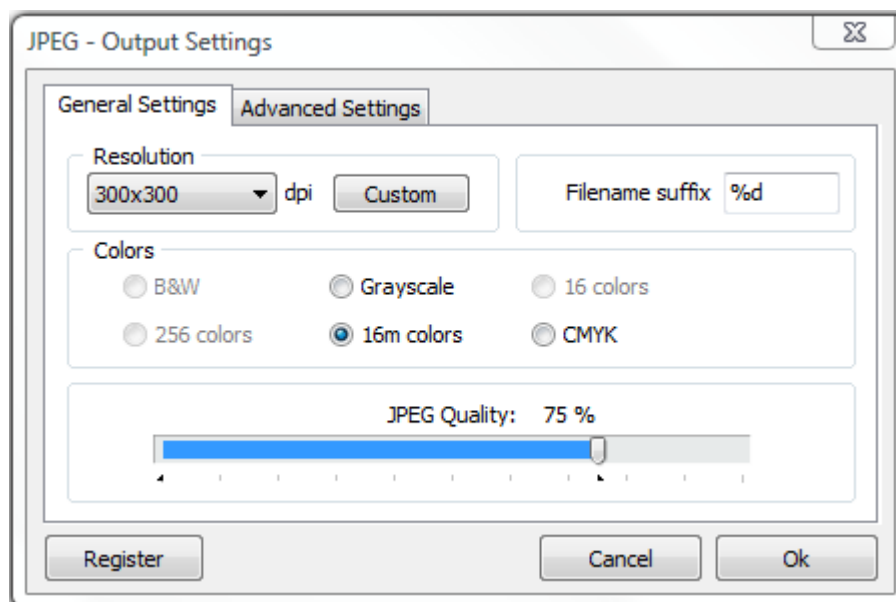 JPEG - Output Settings
General Settings Advanced Settings
Resolution
300x300 dpi Custom Filename suffix %d
Colors
B&W Grayscale 16 colors
256 colors 16m colors CMYK
JPEG Quality: 75 %
Register Cancel Ok